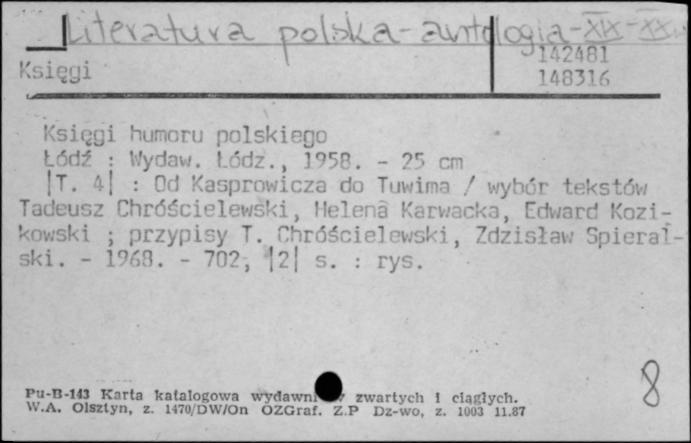 Literatura polska - antologia - XIX - XX w.
142481
Księgi
148316
Księgi humoru polskiego
Łódź : Wydaw. Łódz., 1958. - 25 cm
|T. 4| : Od Kasprowicza do Tuwima / wybór tekstów
Tadeusz Chróścielewski, Helena Karwacka, Edward Kozi-
kowski ; przypisy T. Chróścielewski, Zdzisław Spieral-
ski. - 1968. - 702, |2| s. : rys.
8
Pu-B-143 Karta katalogowa wydawni zwartych i ciągłych.
W.A. Olsztyn, z. 1470/DW/On OZGraf. Z.P Dz-wo, z. 1003 11.87